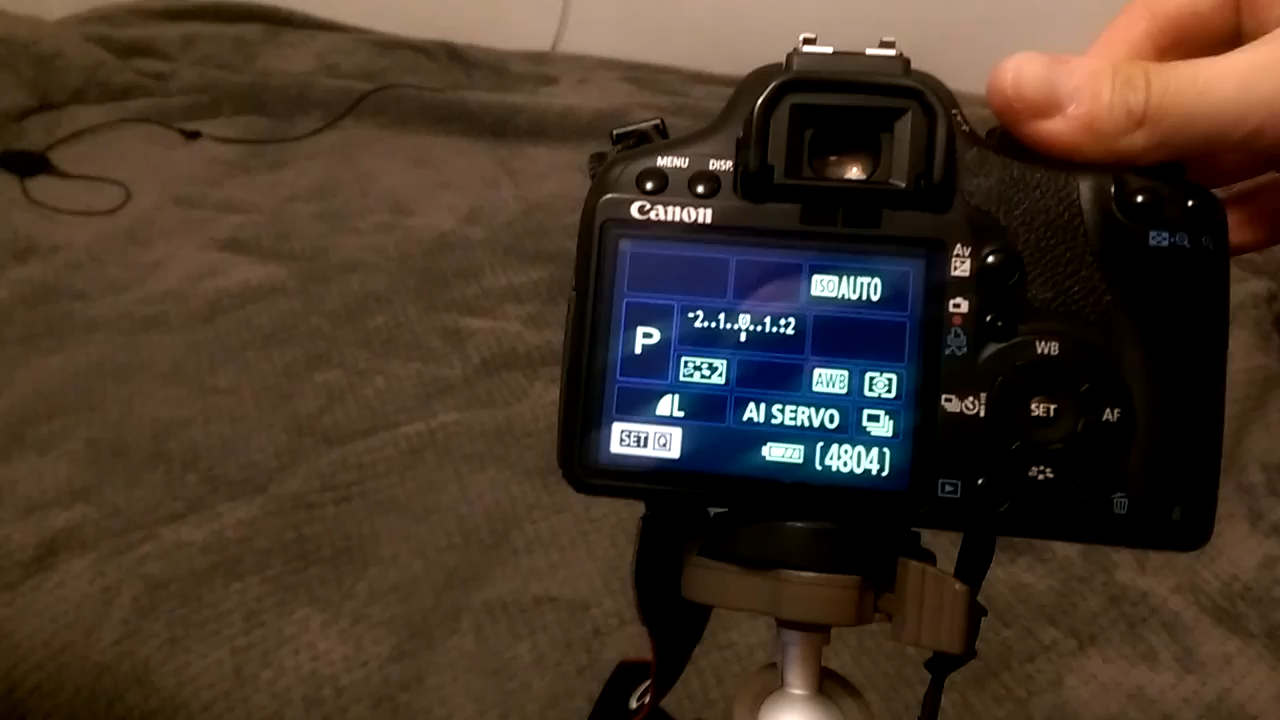 MENU DISP.
Canon
ISO AUTO
P
-2..1..0..1.:2
2
AWB
L
AI SERVO
SET Q
[4804]
Av
WB
SET
AF